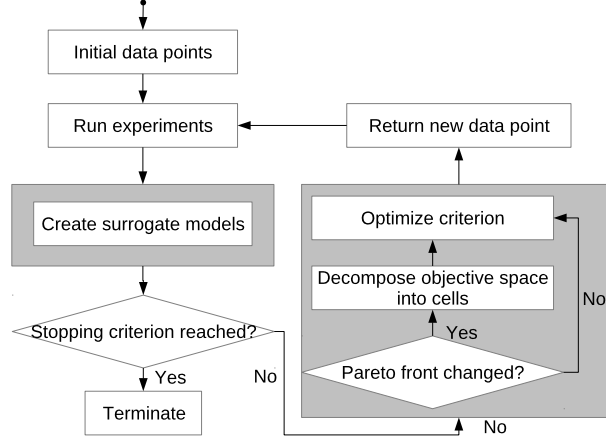 Initial data points
Run experiments
Return new data point
Create surrogate models
Optimize criterion
Decompose objective space
into cells
No
Yes
Stopping criterion reached?
Pareto front changed?
Yes
No
Terminate
No